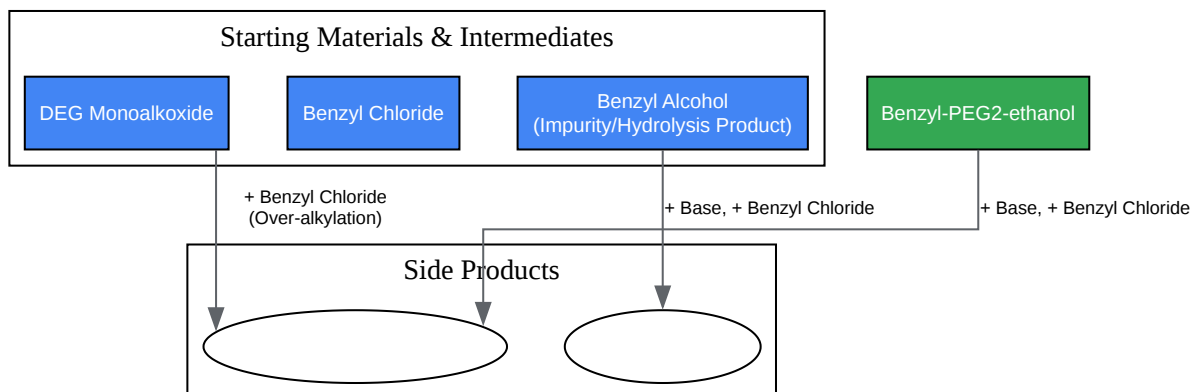 Starting Materials & Intermediates
DEG Monoalkoxide
Benzyl Chloride
Benzyl Alcohol
(Impurity/Hydrolysis Product)
Benzyl-PEG2-ethanol
+ Benzyl Chloride
(Over-alkylation)
+ Base, + Benzyl Chloride
+ Base, + Benzyl Chloride
Side Products